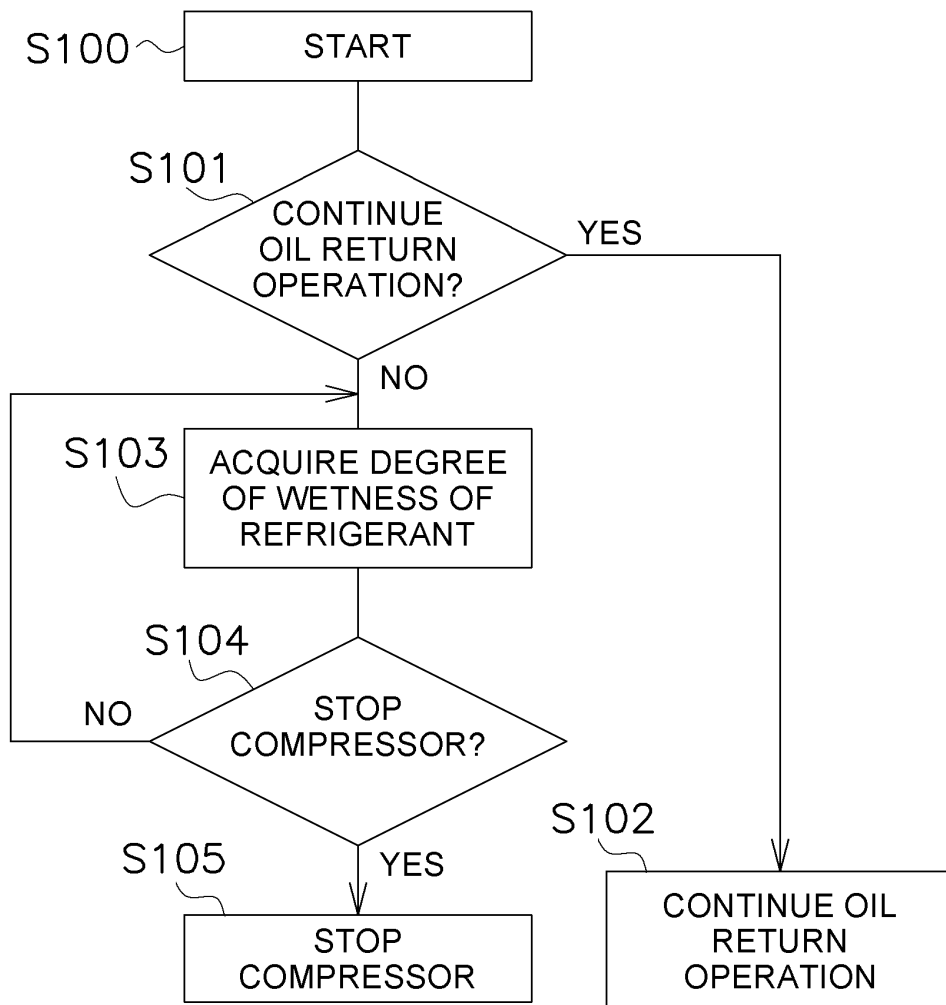 S100
START
S101
CONTINUE
OIL RETURN
OPERATION?
YES
NO
S103
ACQUIRE DEGREE
OF WETNESS OF
REFRIGERANT
S104
NO
STOP
COMPRESSOR?
YES
S105
STOP
COMPRESSOR
S102
CONTINUE OIL
RETURN
OPERATION